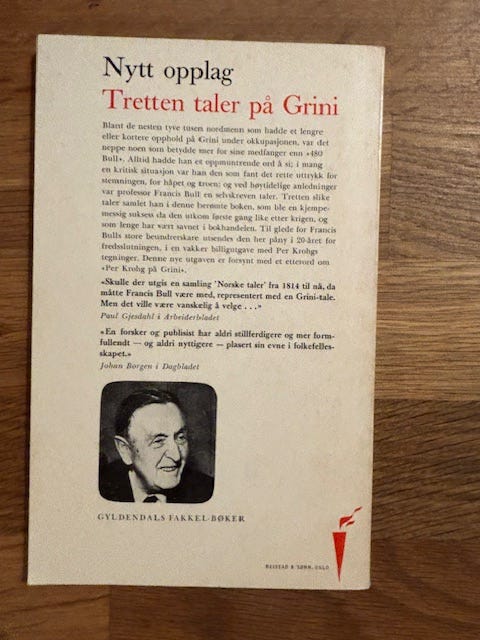 Nytt opplag
Tretten taler på Grini
Blant de nesten tyve tusen nordmenn som hadde et lengre
eller kortere opphold på Grini under okkupasjonen, var det
neppe noen som betydde mer for sine medfanger enn «480
Bull». Alltid hadde han et oppmuntrende ord å si; i mang
en kritisk situasjon var han den som fant det rette uttrykk for
stemningen, for håpet og troen; og ved høytidelige anledninger
var professor Francis Bull en selvskreven taler. Tretten slike
taler samlet han i denne berømte boken, som ble en kjempe-
messig suksess da den utkom første gang like etter krigen, og
som lenge har vært savnet i bokhandelen. Til glede for Francis
Bulls store beundrerskare utsendes den her påny i 20-året for
fredsslutningen, i en vakker billigutgave med Per Krohgs
tegninger. Denne nye utgaven er forsynt med et etterord om
«Per Krohg på Grini».
«Skulle der utgis en samling 'Norske taler' fra 1814 til nå, da
måtte Francis Bull være med, representert med en Grini-tale.
Men det ville være vanskelig å velge . . .»
Paul Gjesdahl i Arbeiderbladet
«En forsker og publisist har aldri stillferdigere og mer form-
fullendt — og aldri nyttigere — plasert sin evne i folkefelles-
skapet.»
Johan Borgen i Dagbladet
GYLDENDALS FAKKEL-BØKER
REISTAD & SØNN, OSLO